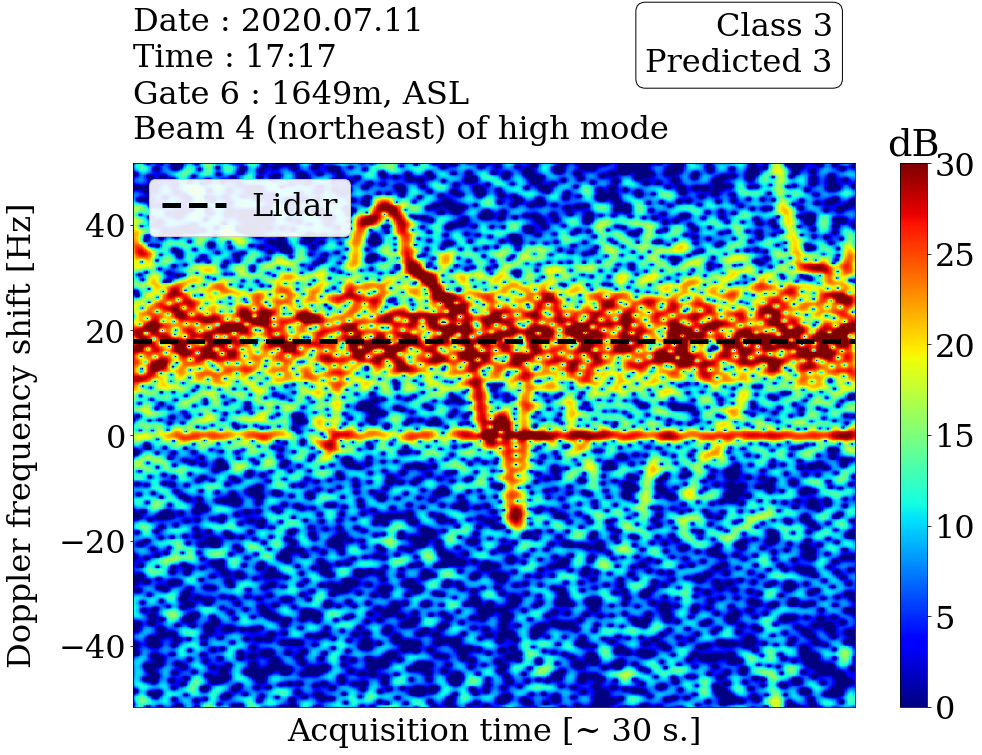 Date : 2020.07.11
Time : 17:17
Gate 6 : 1649m, ASL
Beam 4 (northeast) of high mode
Class 3
Predicted 3
dB
Lidar
Doppler frequency shift [Hz]
40
20
0
−20
−40
30
25
20
15
10
5
0
Acquisition time [~ 30 s.]